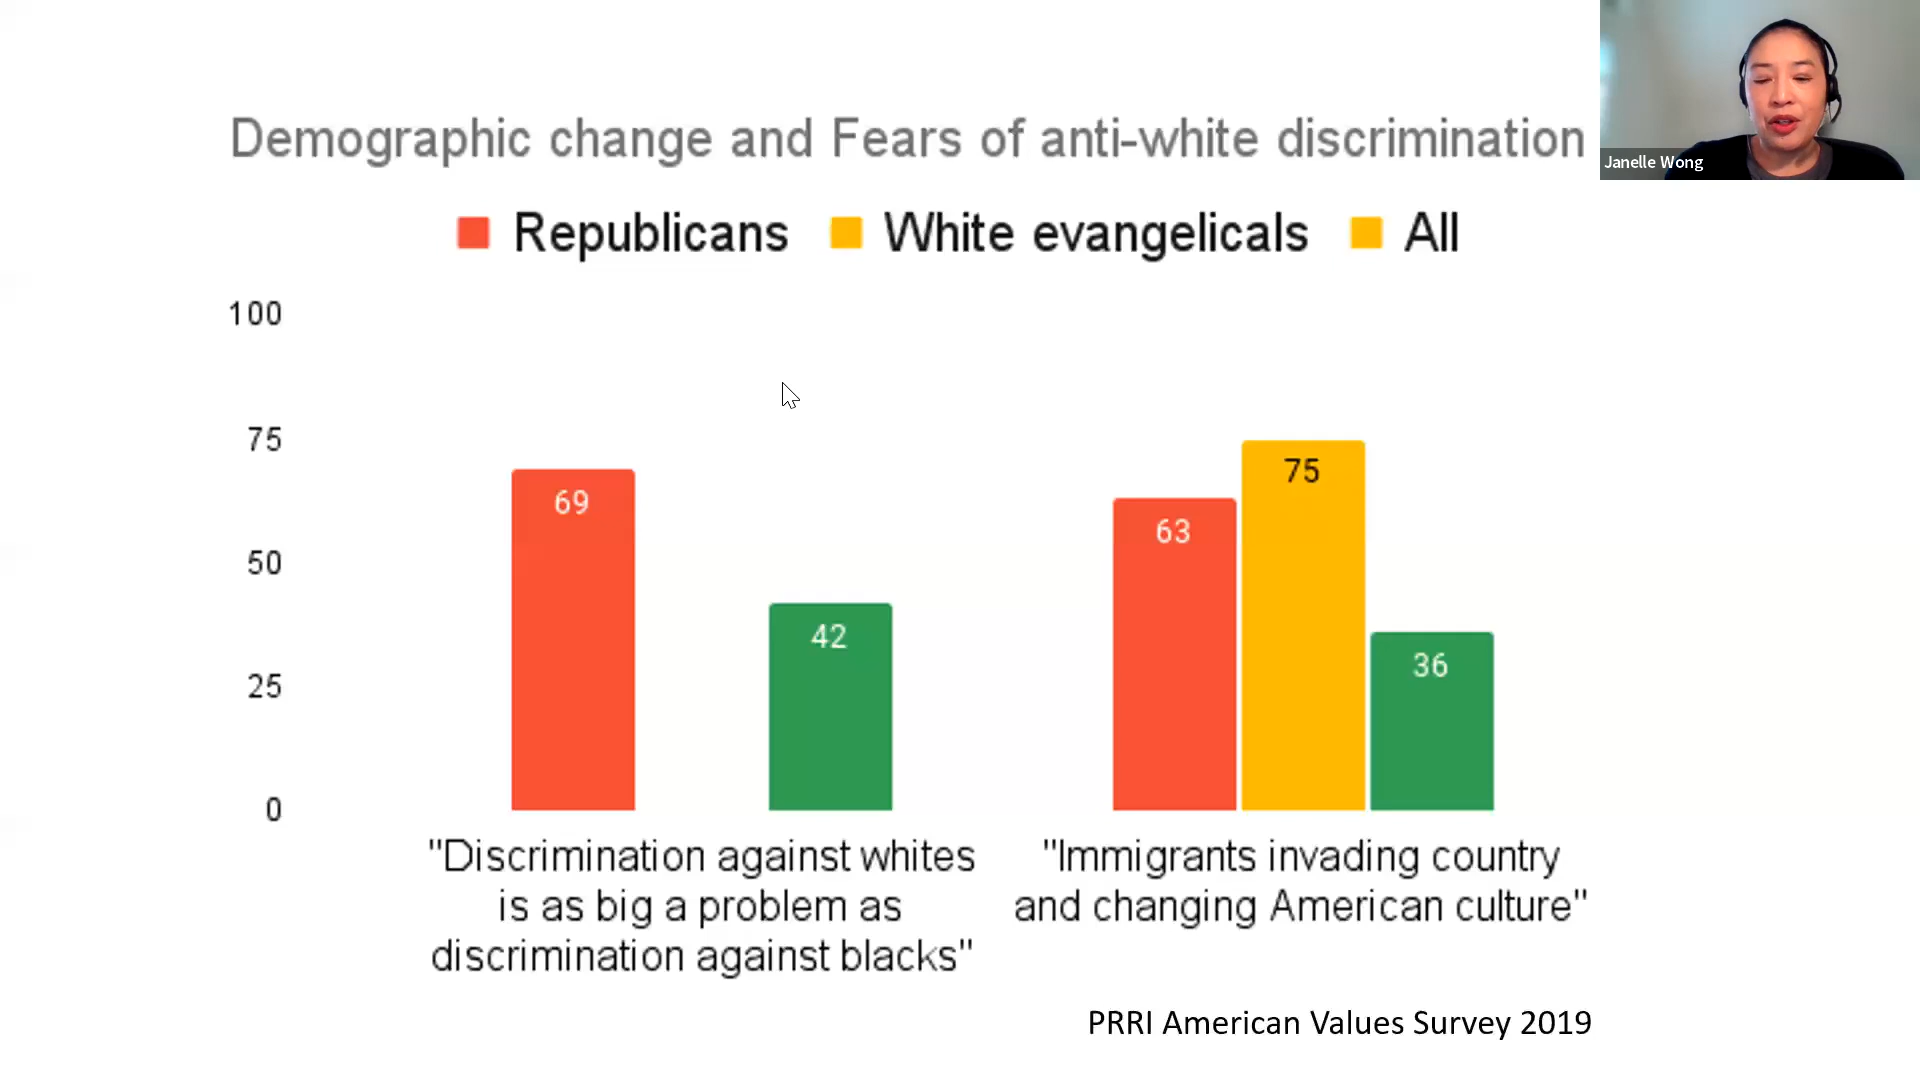 Demographic change and Fears of anti-white discrimination
Janelle Wong
Republicans White evangelicals All
100
75
50
25
0
69
42
63
75
36
"Discrimination against whites
is as big a problem as
discrimination against blacks"
"Immigrants invading country
and changing American culture"
PRRI American Values Survey 2019